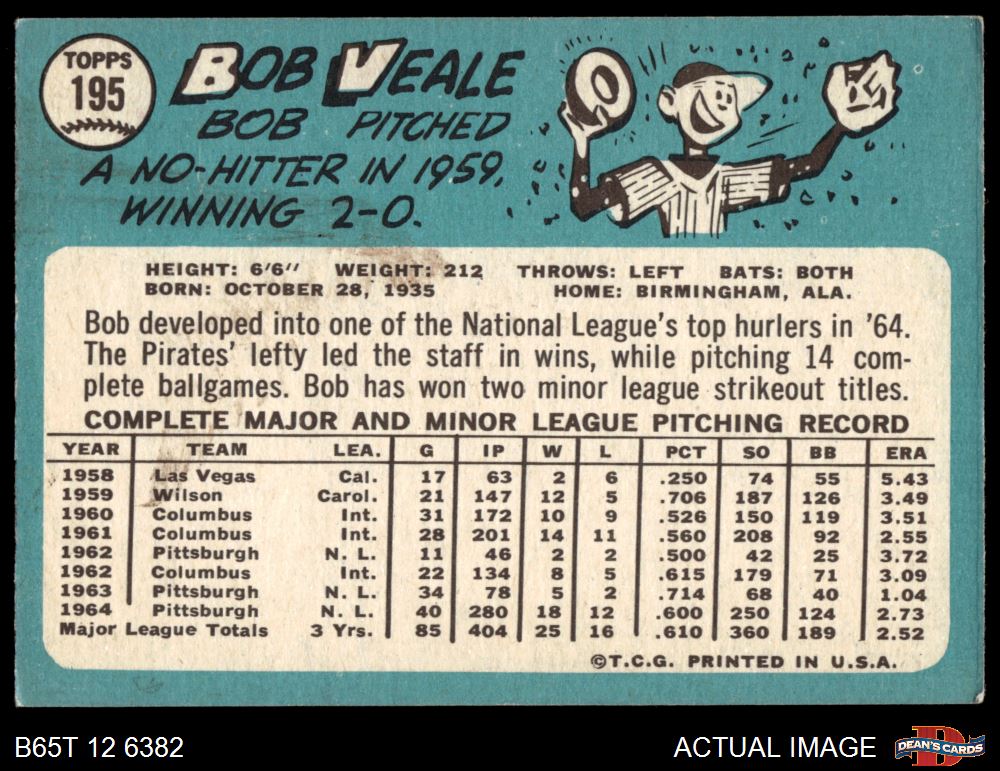 TOPPS
195
BOB VEALE
BOB PITCHED
A NO-HITTER IN 1959,
WINNING 2-0.
HEIGHT: 6'6" WEIGHT: 212 THROWS: LEFT BATS: BOTH
BORN: OCTOBER 28, 1935 HOME: BIRMINGHAM, ALA.
Bob developed into one of the National League's top hurlers in '64.
The Pirates' lefty led the staff in wins, while pitching 14 com-
plete ballgames. Bob has won two minor league strikeout titles.
COMPLETE MAJOR AND MINOR LEAGUE PITCHING RECORD
YEAR TEAM LEA. G IP W L PCT SO BB ERA
1958 Las Vegas Cal. 17 63 2 6 .250 74 55 5.43
1959 Wilson Carol. 21 147 12 5 .706 187 126 3.49
1960 Columbus Int. 31 172 10 9 .526 150 119 3.51
1961 Columbus Int. 28 201 14 11 .560 208 92 2.55
1962 Pittsburgh N. L. 11 46 2 2 .500 42 25 3.72
1962 Columbus Int. 22 134 8 5 .615 179 71 3.09
1963 Pittsburgh N. L. 34 78 5 2 .714 68 40 1.04
1964 Pittsburgh N. L. 40 280 18 12 .600 250 124 2.73
Major League Totals 3 Yrs. 85 404 25 16 .610 360 189 2.52
©T.C.G. PRINTED IN U.S.A.
B65T 12 6382
ACTUAL IMAGE
D
DEAN'S CARDS